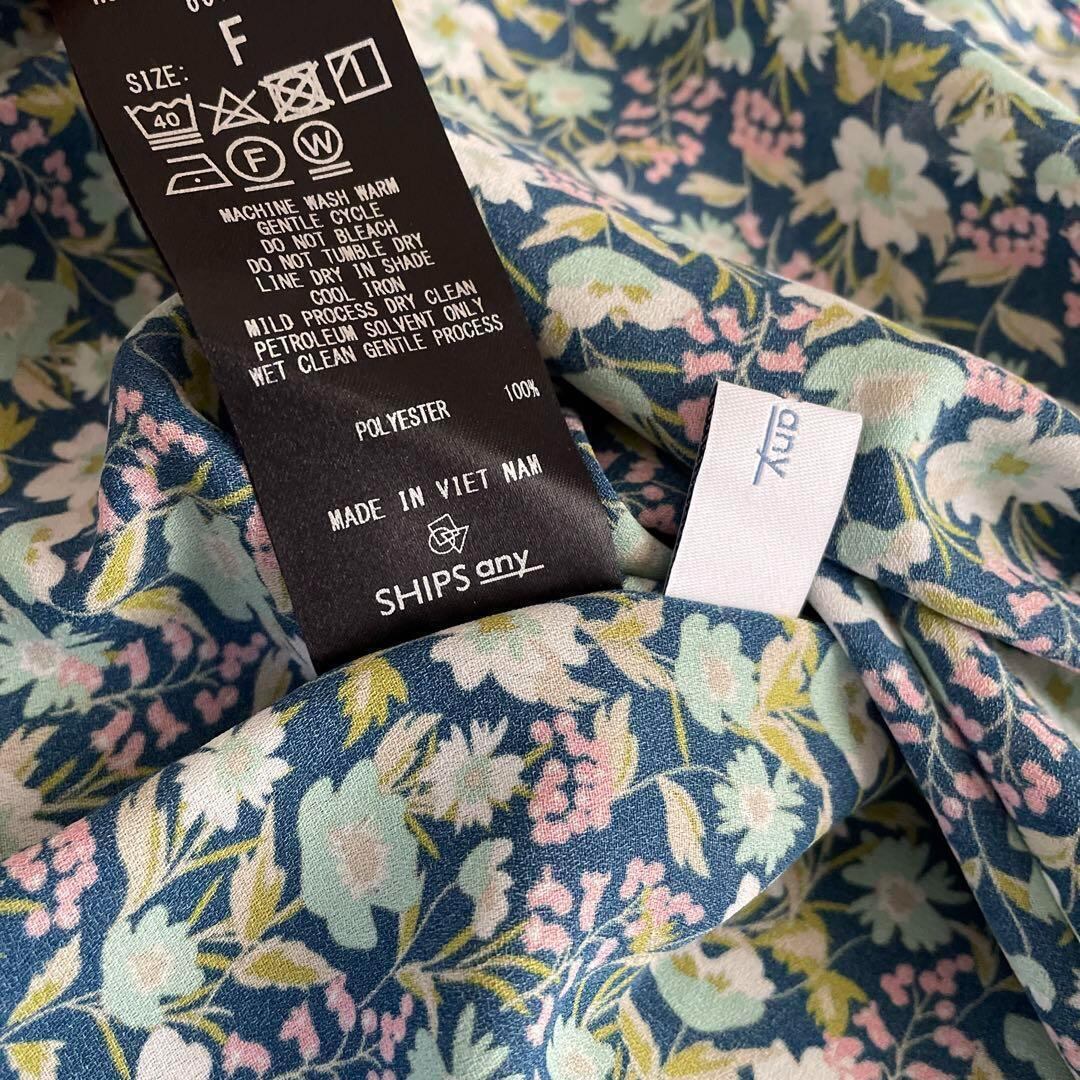 F
SIZE:
40
F W
MACHINE WASH WARM
GENTLE CYCLE
DO NOT BLEACH
DO NOT TUMBLE DRY
LINE DRY IN SHADE
COOL IRON
MILD PROCESS DRY CLEAN
PETROLEUM SOLVENT ONLY
WET CLEAN GENTLE PROCESS
POLYESTER 100%
MADE IN VIET NAM
SHIPS any
any